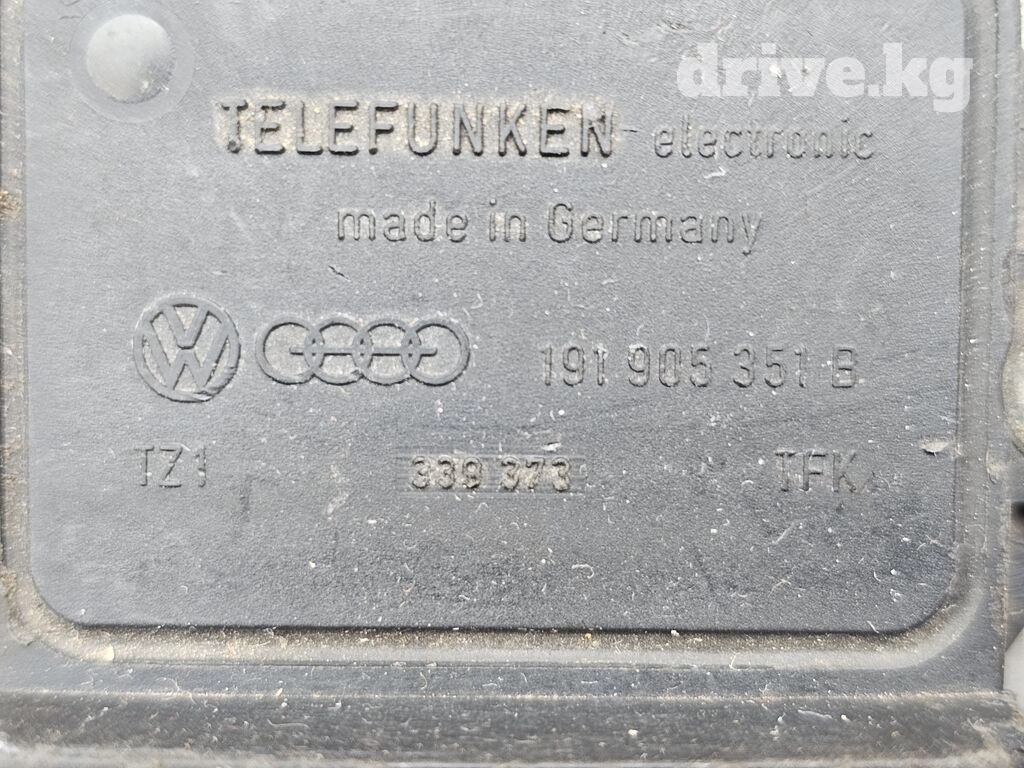 drive.kg
TELEFUNKEN electronic
made in Germany
191 905 351 B
TZ1 339 373 TFK